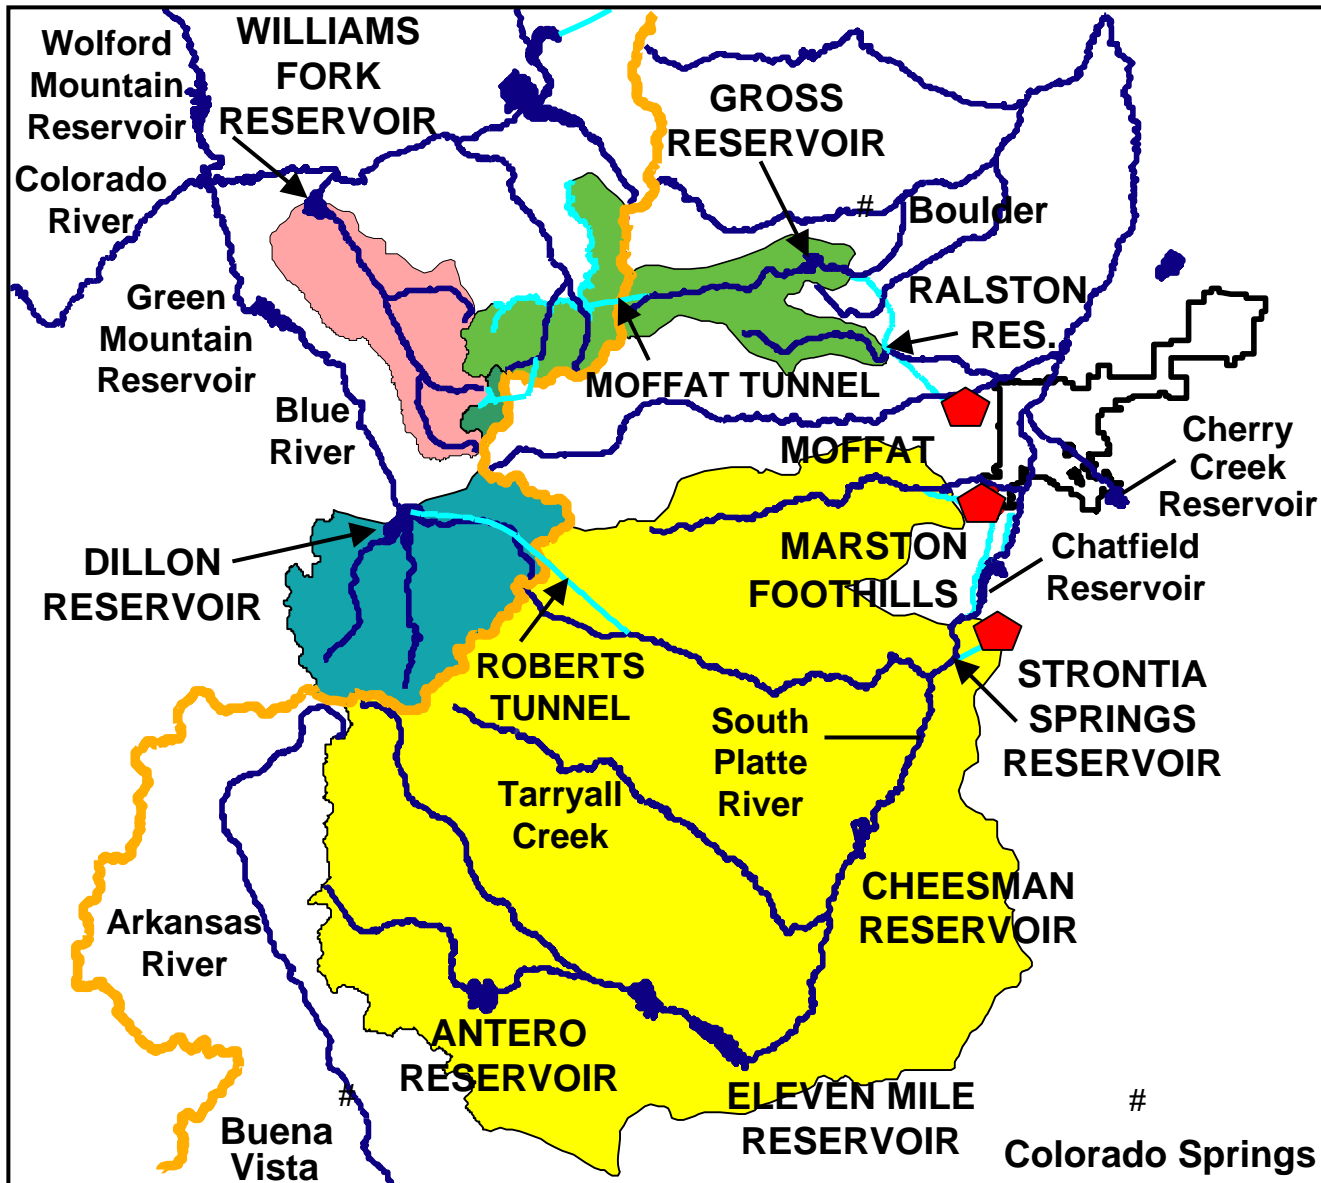 Wolford
Mountain
Reservoir
WILLIAMS
FORK
RESERVOIR
GROSS
RESERVOIR
Colorado
River
#
Boulder
Green
Mountain
Reservoir
RALSTON
RES.
MOFFAT TUNNEL
Blue
River
MOFFAT
Cherry
Creek
Reservoir
DILLON
RESERVOIR
MARSTON
FOOTHILLS
Chatfield
Reservoir
ROBERTS
TUNNEL
STRONTIA
SPRINGS
RESERVOIR
South
Platte
River
Tarryall
Creek
CHEESMAN
RESERVOIR
Arkansas
River
ANTERO
RESERVOIR
ELEVEN MILE
RESERVOIR
#
Buena
Vista
#
Colorado Springs